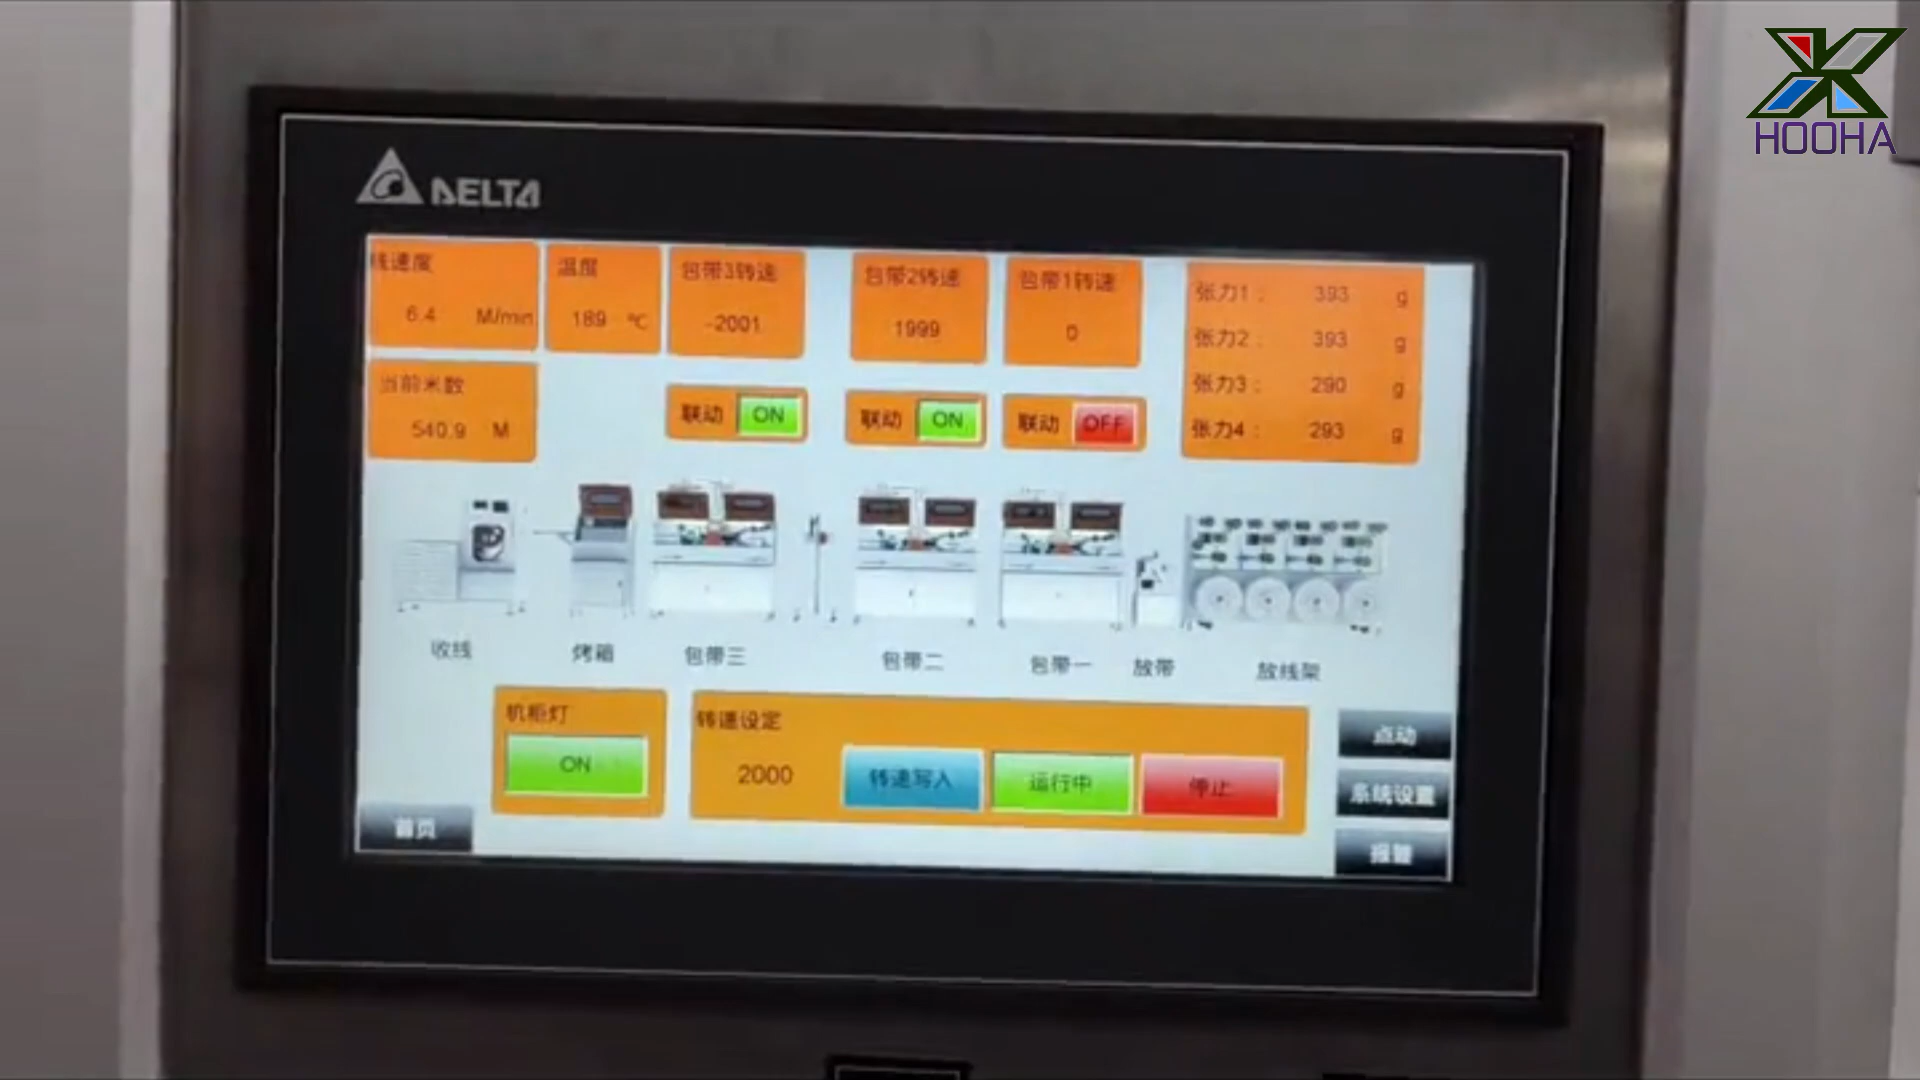 HOOHA
DELTA
线速度
6.4 M/min
温度
189 ℃
包带3转速
-2001
包带2转速
1999
包带1转速
0
张力1： 393 g
张力2： 393 g
张力3： 290 g
张力4： 293 g
当前米数
540.9 M
联动 ON
联动 ON
联动 OFF
收线
烤箱
包带三
包带二
包带一
放带
放线架
机柜灯
ON
转速设定
2000
转速写入
运行中
停止
点动
系统设置
报警
首页